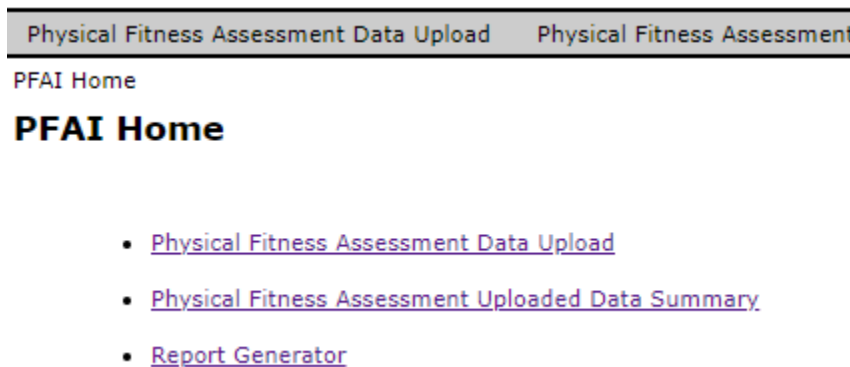 Physical Fitness Assessment Data Upload Physical Fitness Assessment
PFAI Home
PFAI Home
Physical Fitness Assessment Data Upload
Physical Fitness Assessment Uploaded Data Summary
Report Generator